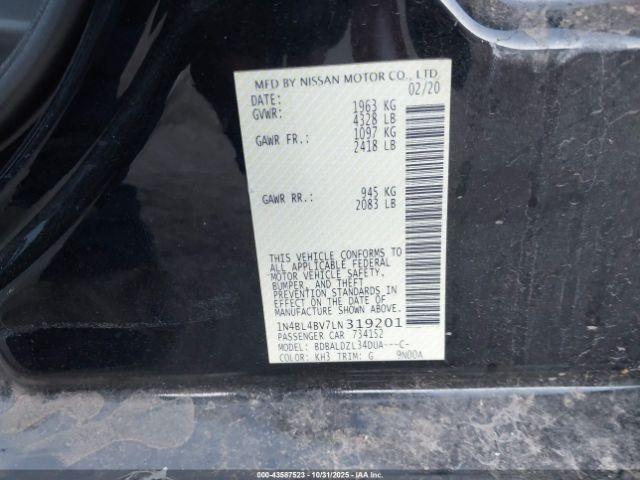 MFD BY NISSAN MOTOR CO., LTD
DATE: 02/20
GVWR: 1963 KG
4328 LB
GAWR FR.: 1097 KG
2418 LB
GAWR RR.: 945 KG
2083 LB
THIS VEHICLE CONFORMS TO
ALL APPLICABLE FEDERAL
MOTOR VEHICLE SAFETY,
BUMPER, AND THEFT
PREVENTION STANDARDS IN
EFFECT ON THE DATE OF
MANUFACTURE SHOWN ABOVE.
1N4BL4BV7LN319201
PASSENGER CAR 734152
MODEL: BDBALDZL34DUA---C-
COLOR: KH3 TRIM: G 9N00A
000-43587523 | 10/31/2025 - Copyright © IAA, LLC.